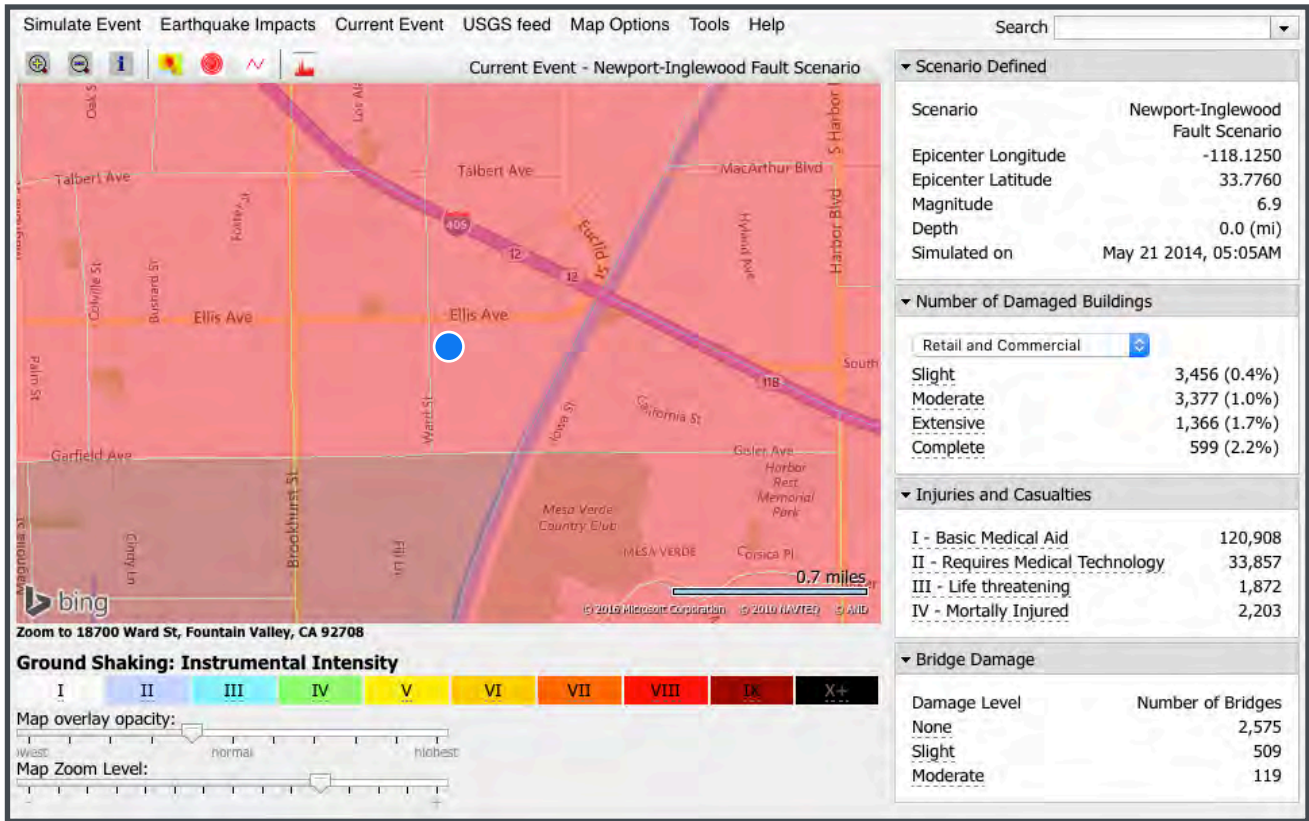 Simulate Event Earthquake Impacts Current Event USGS feed Map Options Tools Help
Search
Current Event - Newport-Inglewood Fault Scenario
Oak S
Los Al
S Harbor
Talbert Ave
Talbert Ave
MacArthur Blvd
405
Euclid St
12
12
Hyland Ave
Harbor Blvd
Colville St
Bushard St
Ellis Ave
Ellis Ave
Palm St
South
11B
Ward St
Iowa St
California St
Garfield Ave
Gisler Ave
Harbor
Rest
Memorial
Park
Brookhurst St
Mesa Verde
Country Club
Magnolia St
Cindy Ln
Fiji Ln
MESA VERDE
Corsica Pl
0.7 miles
bing
© 2016 Microsoft Corporation © 2010 NAVTEQ © AND
Zoom to 18700 Ward St, Fountain Valley, CA 92708
Ground Shaking: Instrumental Intensity
I II III IV V VI VII VIII IX X+
Map overlay opacity:
lowest normal highest
Map Zoom Level:
- +
Scenario Defined
Scenario Newport-Inglewood
Fault Scenario
Epicenter Longitude -118.1250
Epicenter Latitude 33.7760
Magnitude 6.9
Depth 0.0 (mi)
Simulated on May 21 2014, 05:05AM
Number of Damaged Buildings
Retail and Commercial
Slight 3,456 (0.4%)
Moderate 3,377 (1.0%)
Extensive 1,366 (1.7%)
Complete 599 (2.2%)
Injuries and Casualties
I - Basic Medical Aid 120,908
II - Requires Medical Technology 33,857
III - Life threatening 1,872
IV - Mortally Injured 2,203
Bridge Damage
Damage Level Number of Bridges
None 2,575
Slight 509
Moderate 119